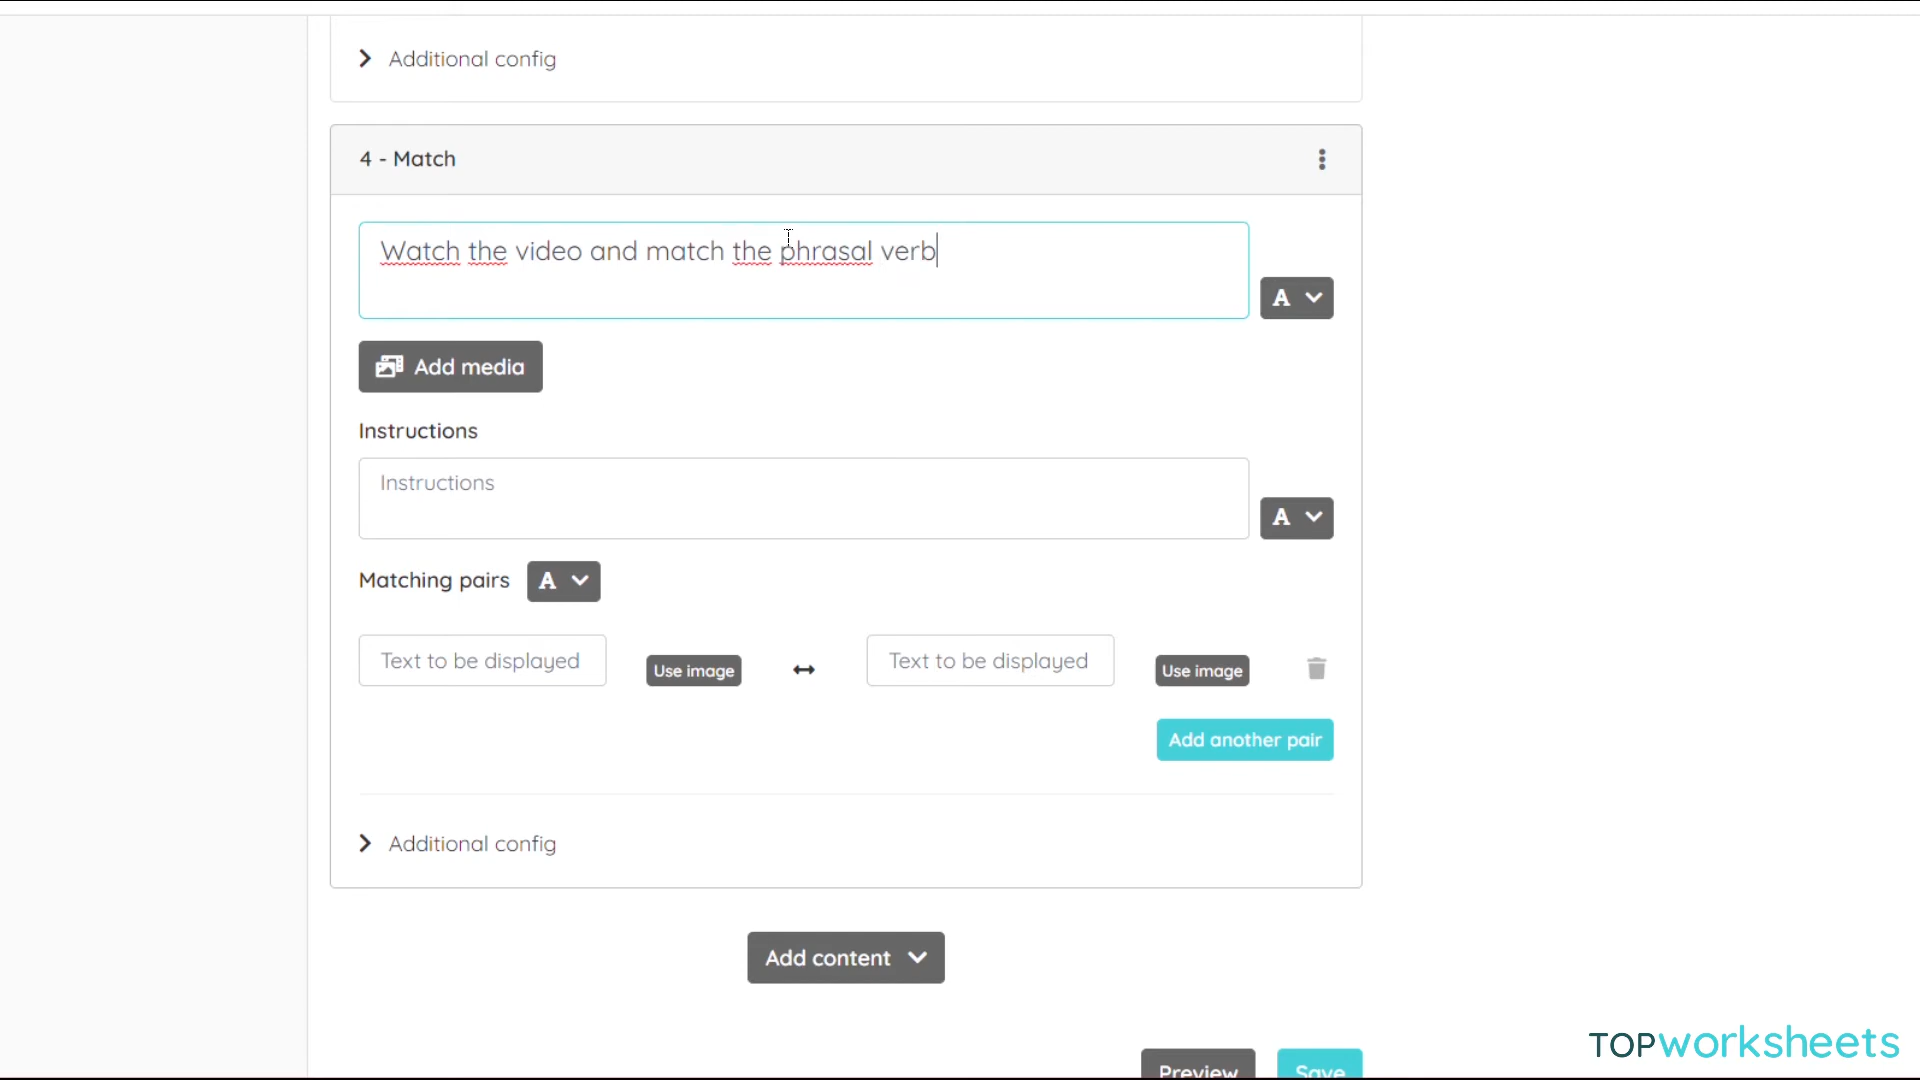 Additional config
4 - Match
Watch the video and match the phrasal verb
A
Add media
Instructions
Instructions
A
Matching pairs A
Text to be displayed Use image Text to be displayed Use image
Add another pair
Additional config
Add content
TOPworksheets
Preview Save